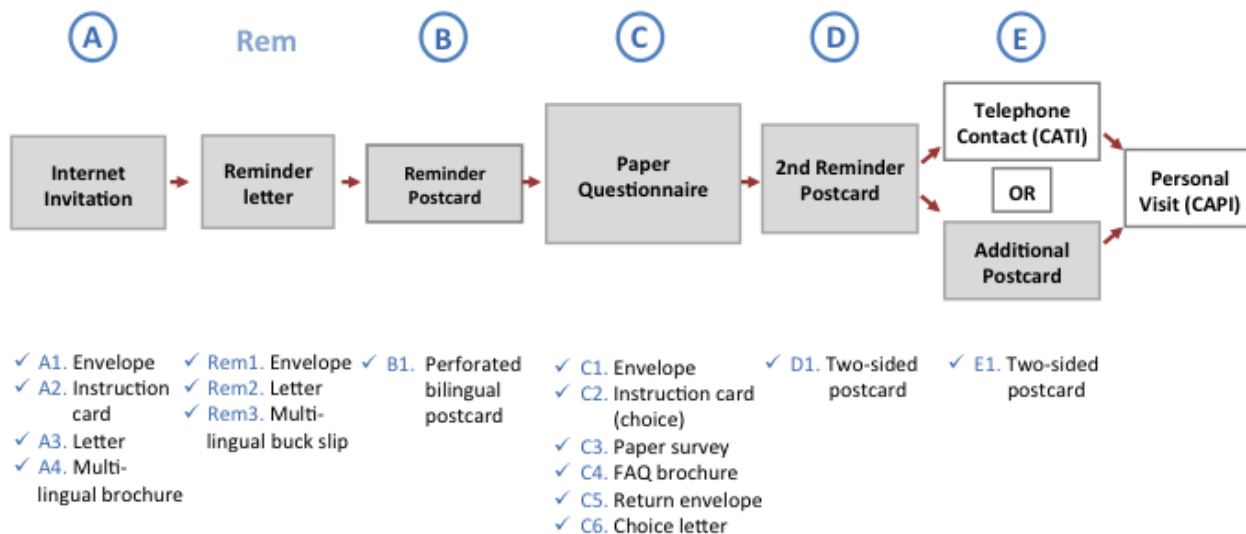 A
Rem
B
C
D
E
Internet
Invitation
Reminder
letter
Reminder
Postcard
Paper
Questionnaire
2nd Reminder
Postcard
Telephone
Contact (CATI)
OR
Additional
Postcard
Personal
Visit (CAPI)
✓ A1. Envelope
✓ A2. Instruction
card
✓ A3. Letter
✓ A4. Multi-
lingual brochure
✓ Rem1. Envelope
✓ Rem2. Letter
✓ Rem3. Multi-
lingual buck slip
✓ B1. Perforated
bilingual
postcard
✓ C1. Envelope
✓ C2. Instruction card
(choice)
✓ C3. Paper survey
✓ C4. FAQ brochure
✓ C5. Return envelope
✓ C6. Choice letter
✓ D1. Two-sided
postcard
✓ E1. Two-sided
postcard